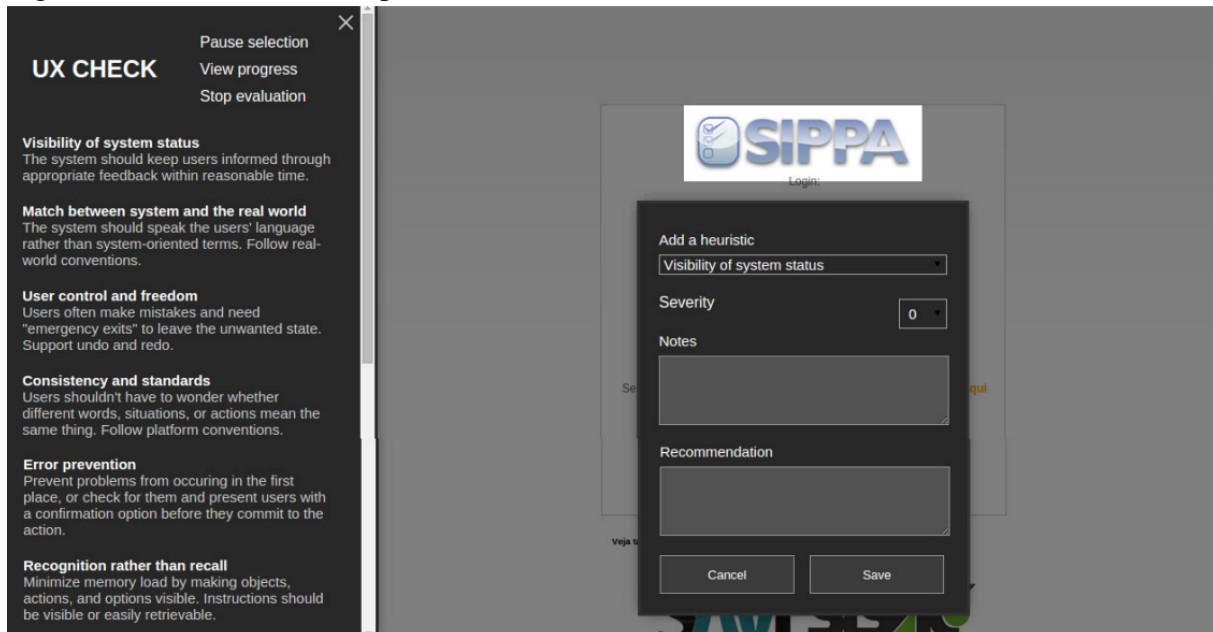 UX CHECK
Pause selection
View progress
Stop evaluation
Visibility of system status
The system should keep users informed through
appropriate feedback within reasonable time.
Match between system and the real world
The system should speak the users' language
rather than system-oriented terms. Follow real-
world conventions.
User control and freedom
Users often make mistakes and need
"emergency exits" to leave the unwanted state.
Support undo and redo.
Consistency and standards
Users shouldn't have to wonder whether
different words, situations, or actions mean the
same thing. Follow platform conventions.
Error prevention
Prevent problems from occuring in the first
place, or check for them and present users with
a confirmation option before they commit to the
action.
Recognition rather than
recall
Minimize memory load by making objects,
actions, and options visible. Instructions should
be visible or easily retrievable.
SIPPA
Login:
Add a heuristic
Visibility of system status
Severity
0
Notes
Se
qui
Recommendation
Veja
Cancel
Save